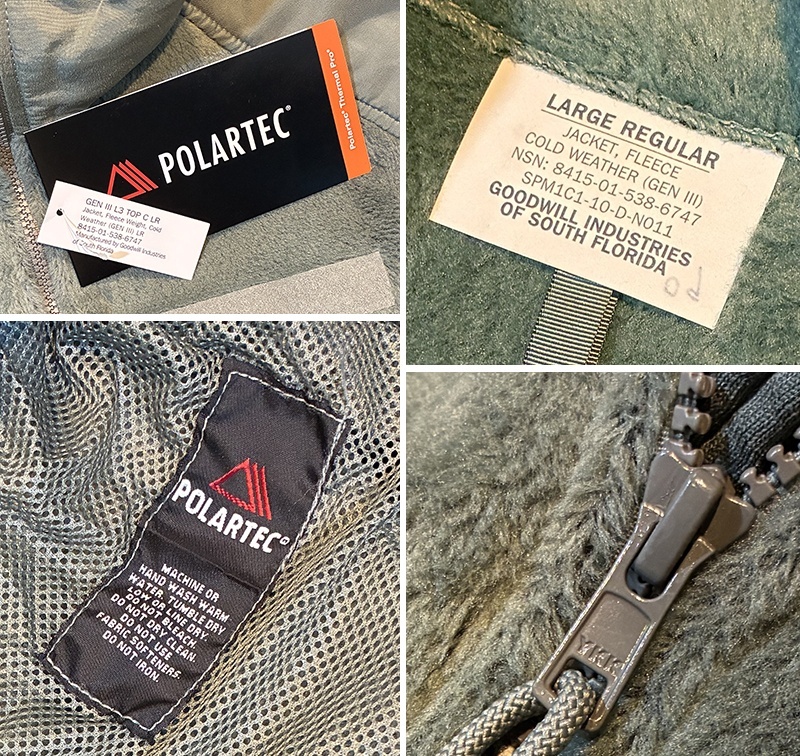 POLARTEC®
Polartec® Thermal Pro®
GEN III L3 TOP C LR
Jacket, Fleece Weight, Cold
Weather (GEN III) LR
8415-01-538-6747
Manufactured by Goodwill Industries
of South Florida
LARGE REGULAR
JACKET, FLEECE
COLD WEATHER (GEN III)
NSN: 8415-01-538-6747
SPM1C1-10-D-N011
GOODWILL INDUSTRIES
OF SOUTH FLORIDA
POLARTEC®
MACHINE OR
HAND WASH WARM
WATER. TUMBLE DRY
LOW OR LINE DRY.
DO NOT BLEACH.
DO NOT DRY CLEAN.
DO NOT USE
FABRIC SOFTENERS.
DO NOT IRON.
YKK